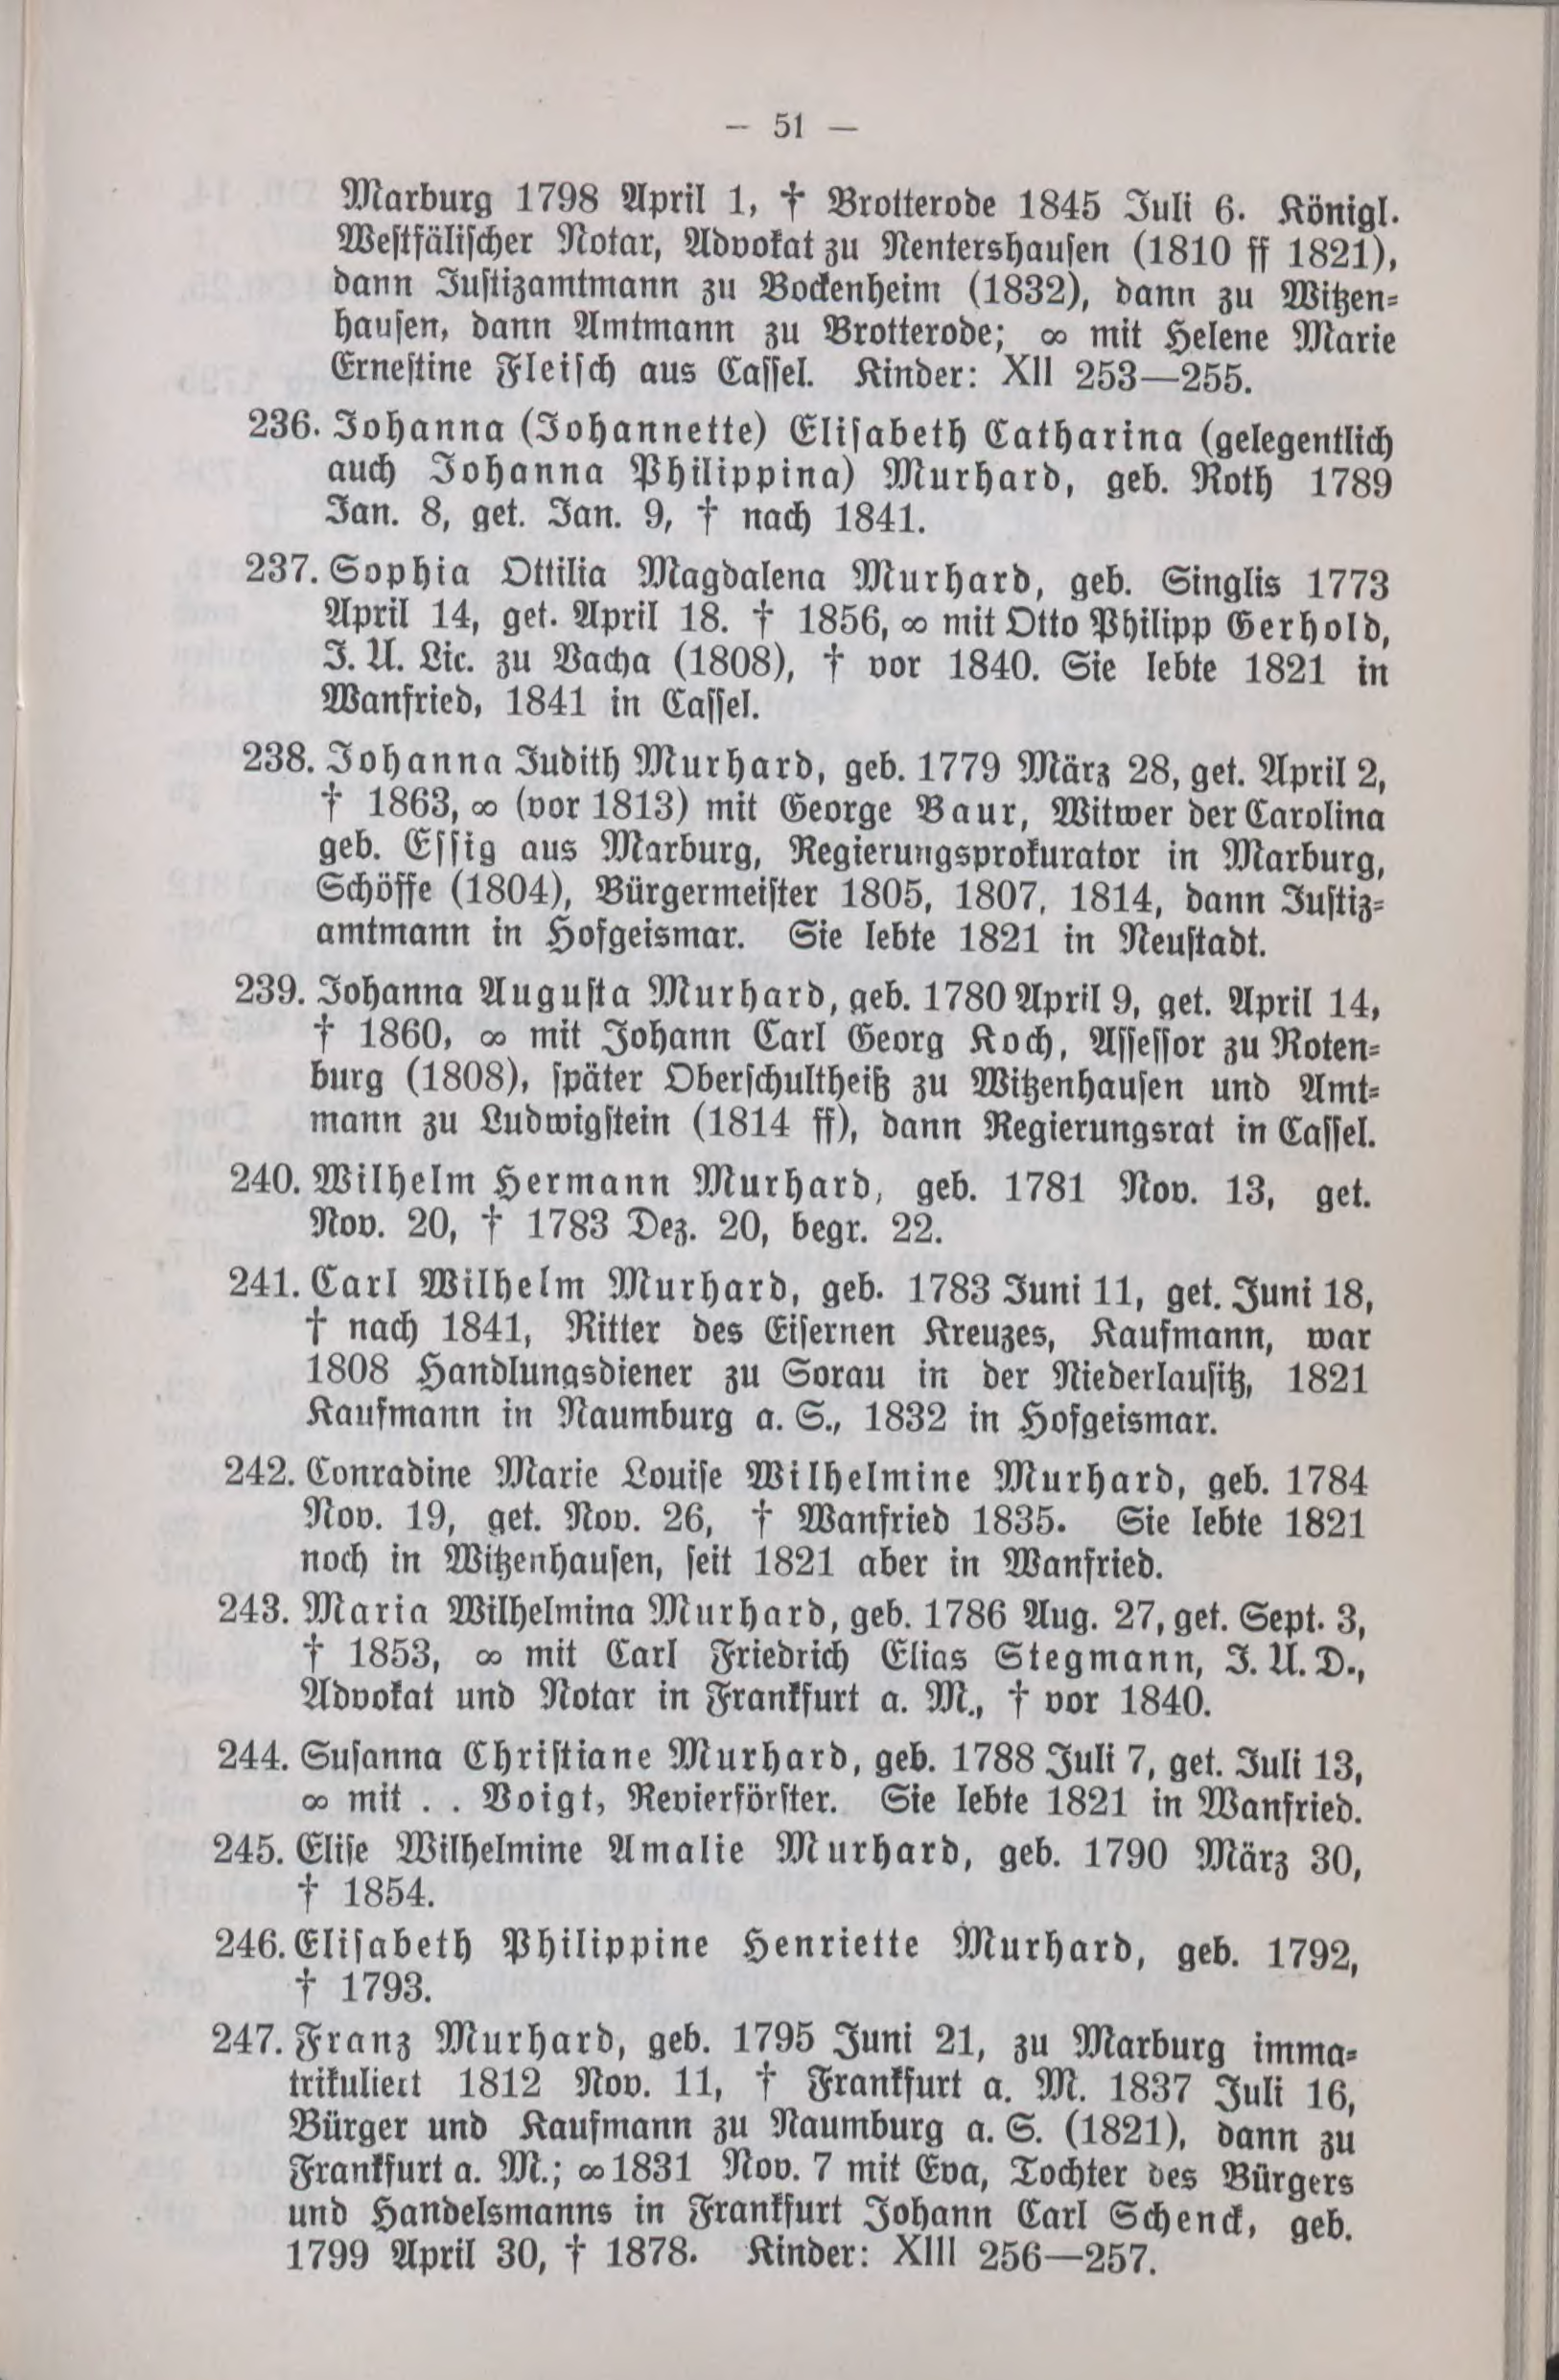 — 51 —
Marburg 1798 April 1, † Brotterode 1845 Juli 6. Königl.
Westfälischer Notar, Advokat zu Nentershausen (1810 ff 1821),
dann Justizamtmann zu Bockenheim (1832), dann zu Witzen-
hausen, dann Amtmann zu Brotterode; ∞ mit Helene Marie
Ernestine Fleisch aus Cassel. Kinder: XII 253—255.
236. Johanna (Johannette) Elisabeth Catharina (gelegentlich
auch Johanna Philippina) Murhard, geb. Roth 1789
Jan. 8, get. Jan. 9, † nach 1841.
237. Sophia Ottilia Magdalena Murhard, geb. Singlis 1773
April 14, get. April 18. † 1856, ∞ mit Otto Philipp Gerhold,
J. U. Lic. zu Vacha (1808), † vor 1840. Sie lebte 1821 in
Wanfried, 1841 in Cassel.
238. Johanna Judith Murhard, geb. 1779 März 28, get. April 2,
† 1863, ∞ (vor 1813) mit George Baur, Witwer der Carolina
geb. Essig aus Marburg, Regierungsprokurator in Marburg,
Schöffe (1804), Bürgermeister 1805, 1807, 1814, dann Justiz-
amtmann in Hofgeismar. Sie lebte 1821 in Neustadt.
239. Johanna Augusta Murhard, geb. 1780 April 9, get. April 14,
† 1860, ∞ mit Johann Carl Georg Koch, Assessor zu Roten-
burg (1808), später Oberschultheiß zu Witzenhausen und Amt-
mann zu Ludwigstein (1814 ff), dann Regierungsrat in Cassel.
240. Wilhelm Hermann Murhard, geb. 1781 Nov. 13, get.
Nov. 20, † 1783 Dez. 20, begr. 22.
241. Carl Wilhelm Murhard, geb. 1783 Juni 11, get. Juni 18,
† nach 1841, Ritter des Eisernen Kreuzes, Kaufmann, war
1808 Handlungsdiener zu Sorau in der Niederlausitz, 1821
Kaufmann in Naumburg a. S., 1832 in Hofgeismar.
242. Conradine Marie Louise Wilhelmine Murhard, geb. 1784
Nov. 19, get. Nov. 26, † Wanfried 1835. Sie lebte 1821
noch in Witzenhausen, seit 1821 aber in Wanfried.
243. Maria Wilhelmina Murhard, geb. 1786 Aug. 27, get. Sept. 3,
† 1853, ∞ mit Carl Friedrich Elias Stegmann, J. U. D.,
Advokat und Notar in Frankfurt a. M., † vor 1840.
244. Susanna Christiane Murhard, geb. 1788 Juli 7, get. Juli 13,
∞ mit . . Voigt, Revierförster. Sie lebte 1821 in Wanfried.
245. Elise Wilhelmine Amalie Murhard, geb. 1790 März 30,
† 1854.
246. Elisabeth Philippine Henriette Murhard, geb. 1792,
† 1793.
247. Franz Murhard, geb. 1795 Juni 21, zu Marburg imma-
trikuliert 1812 Nov. 11, † Frankfurt a. M. 1837 Juli 16,
Bürger und Kaufmann zu Naumburg a. S. (1821), dann zu
Frankfurt a. M.; ∞ 1831 Nov. 7 mit Eva, Tochter des Bürgers
und Handelsmanns in Frankfurt Johann Carl Schenck, geb.
1799 April 30, † 1878. Kinder: XIII 256—257.